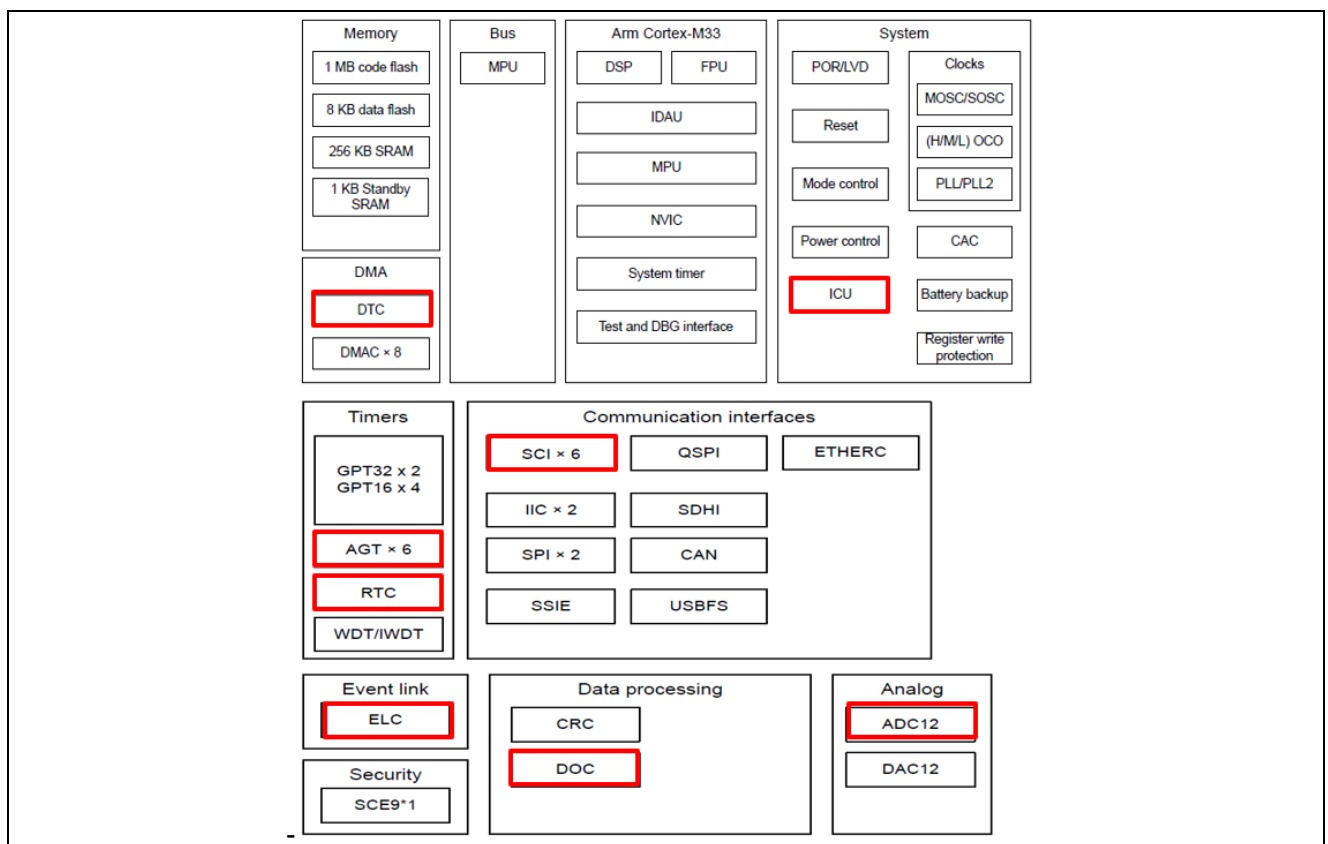 Memory
1 MB code flash
8 KB data flash
256 KB SRAM
1 KB Standby
SRAM
DMA
DTC
DMAC × 8
Bus
MPU
Arm Cortex-M33
DSP
FPU
IDAU
MPU
NVIC
System timer
Test and DBG interface
System
POR/LVD
Reset
Mode control
Power control
ICU
Clocks
MOSC/SOSC
(H/M/L) OCO
PLL/PLL2
CAC
Battery backup
Register write
protection
Timers
GPT32 x 2
GPT16 x 4
AGT × 6
RTC
WDT/IWDT
Communication interfaces
SCI × 6
QSPI
ETHERC
IIC × 2
SDHI
SPI × 2
CAN
SSIE
USBFS
Event link
ELC
Security
SCE9*1
Data processing
CRC
DOC
Analog
ADC12
DAC12